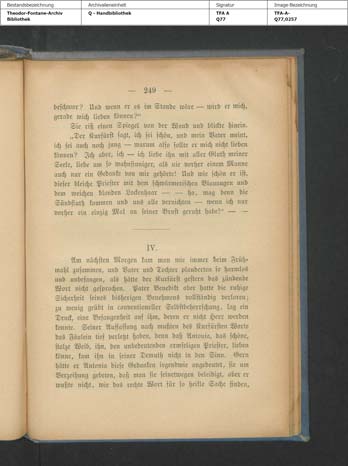 Bestandsbezeichnung
Archivalieneinheit
Signatur
Image-Bezeichnung
Theodor-Fontane-Archiv
Bibliothek
Q - Handbibliothek
TFA A
Q77
TFA-A-
Q77,0257
— 249 —
beschwer? Und wenn er es im Stande wäre — wird er mich,
gerade mich lieben können?“
Sie riß einen Spiegel von der Wand und blickte hinein.
„Der Kurfürst sagt, ich sei schön, und mein Vater meint,
ich sei noch jung — warum also sollte er mich nicht lieben
können? Ich aber, ich — ich liebe ihn mit aller Gluth meiner
Seele, liebe am so wahnsinniger, als nie vorher einem Manne
auch nur ein Gedanke von mir gehörte! Und wie schön er ist,
dieser bleiche Priester mit dem schwärmerischen Blauaugen und
dem weichen blonden Lockenhaar — — ha, mag denn die
Sündfluth kommen und uns alle vernichten — wenn ich nur
vorher ein einzig Mal an seiner Brust geruht habe!“ — —
IV.
Am nächsten Morgen kam man wie immer beim Früh-
mahl zusammen, und Vater und Tochter plauderten so harmlos
und unbefangen, als hätte der Kurfürst gestern das zündende
Wort nicht gesprochen. Pater Benedikt aber hatte die ruhige
Sicherheit seines bisherigen Benehmens vollständig verloren;
zu wenig geübt in conventioneller Selbstbeherrschung, lag ein
Druck, eine Befangenheit auf ihm, deren er nicht Herr werden
konnte. Seiner Auffassung nach mußten des Kurfürsten Worte
das Fräulein tief verletzt haben, denn daß Antonie, das schöne,
stolze Weib, ihn, den unbedeutenden ernsteligen Priester, lieben
könne, kam ihm in seiner Demuth nicht in den Sinn. Gern
hätte er Antonia diese Gedanken irgendwie angedeutet, sie um
Verzeihung gebeten, daß man sie seinetwegen beleidigt, aber er
wußte nicht, wie das rechte Wort für so heikle Sache finden,